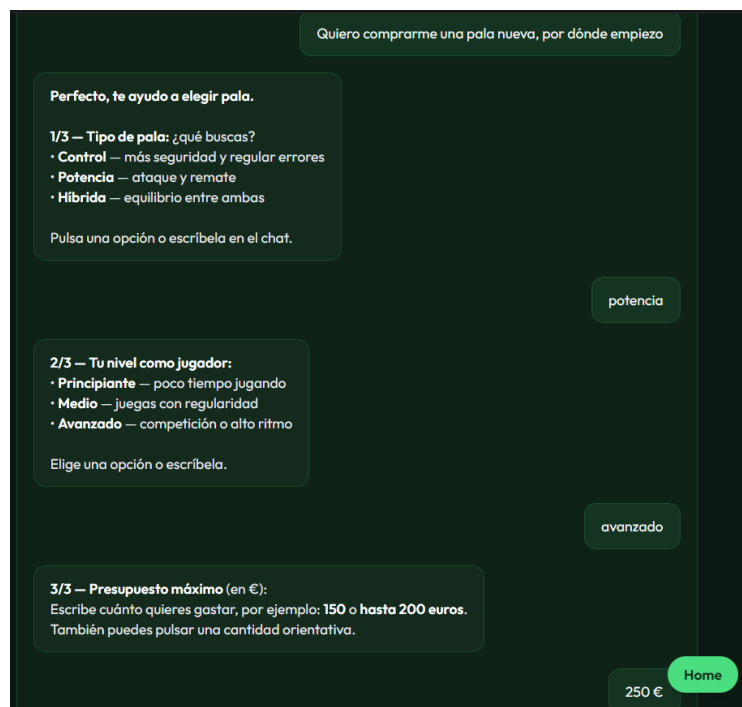 Quiero comprarme una pala nueva, por dónde empiezo
Perfecto, te ayudo a elegir pala.
1/3 — Tipo de pala: ¿qué buscas?
• Control — más seguridad y regular errores
• Potencia — ataque y remate
• Híbrida — equilibrio entre ambas
Pulsa una opción o escríbela en el chat.
potencia
2/3 — Tu nivel como jugador:
• Principiante — poco tiempo jugando
• Medio — juegas con regularidad
• Avanzado — competición o alto ritmo
Elige una opción o escríbela.
avanzado
3/3 — Presupuesto máximo (en €):
Escribe cuánto quieres gastar, por ejemplo: 150 o hasta 200 euros.
También puedes pulsar una cantidad orientativa.
Home
250 €